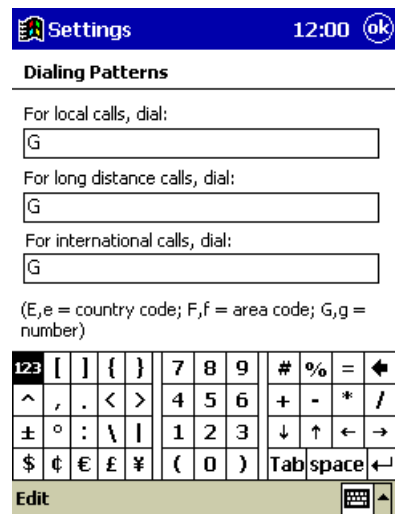 Settings 12:00 ok
Dialing Patterns
For local calls, dial:
G
For long distance calls, dial:
G
For international calls, dial:
G
(E,e = country code; F,f = area code; G,g =
number)
123 [ ] { } 7 8 9 # % = 🡄
^ , . < > 4 5 6 + - * /
± ° : \ | 1 2 3 ↓ ↑ ← →
$ ¢ € £ ¥ ( 0 ) Tab space ↵
Edit